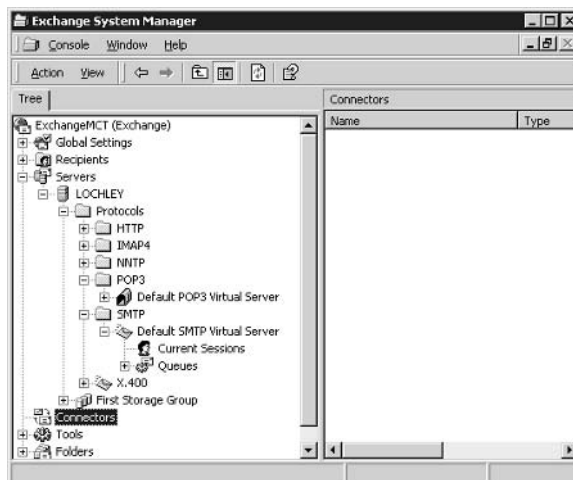 Exchange System Manager
Console Window Help
Action View
Tree
ExchangeMCT (Exchange)
Global Settings
Recipients
Servers
LOCHLEY
Protocols
HTTP
IMAP4
NNTP
POP3
Default POP3 Virtual Server
SMTP
Default SMTP Virtual Server
Current Sessions
Queues
X.400
First Storage Group
Connectors
Tools
Folders
Connectors
Name Type